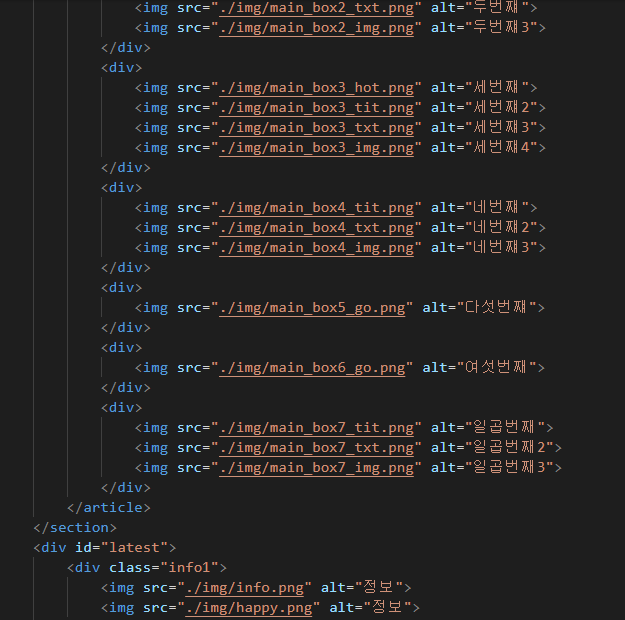 <img src="./img/main_box2_txt.png" alt="두번째">
<img src="./img/main_box2_img.png" alt="두번째3">
</div>
<div>
<img src="./img/main_box3_hot.png" alt="세번째">
<img src="./img/main_box3_tit.png" alt="세번째2">
<img src="./img/main_box3_txt.png" alt="세번째3">
<img src="./img/main_box3_img.png" alt="세번째4">
</div>
<div>
<img src="./img/main_box4_tit.png" alt="네번째">
<img src="./img/main_box4_txt.png" alt="네번째2">
<img src="./img/main_box4_img.png" alt="네번째3">
</div>
<div>
<img src="./img/main_box5_go.png" alt="다섯번째">
</div>
<div>
<img src="./img/main_box6_go.png" alt="여섯번째">
</div>
<div>
<img src="./img/main_box7_tit.png" alt="일곱번째">
<img src="./img/main_box7_txt.png" alt="일곱번째2">
<img src="./img/main_box7_img.png" alt="일곱번째3">
</div>
</article>
</section>
<div id="latest">
<div class="info1">
<img src="./img/info.png" alt="정보">
<img src="./img/happy.png" alt="정보">